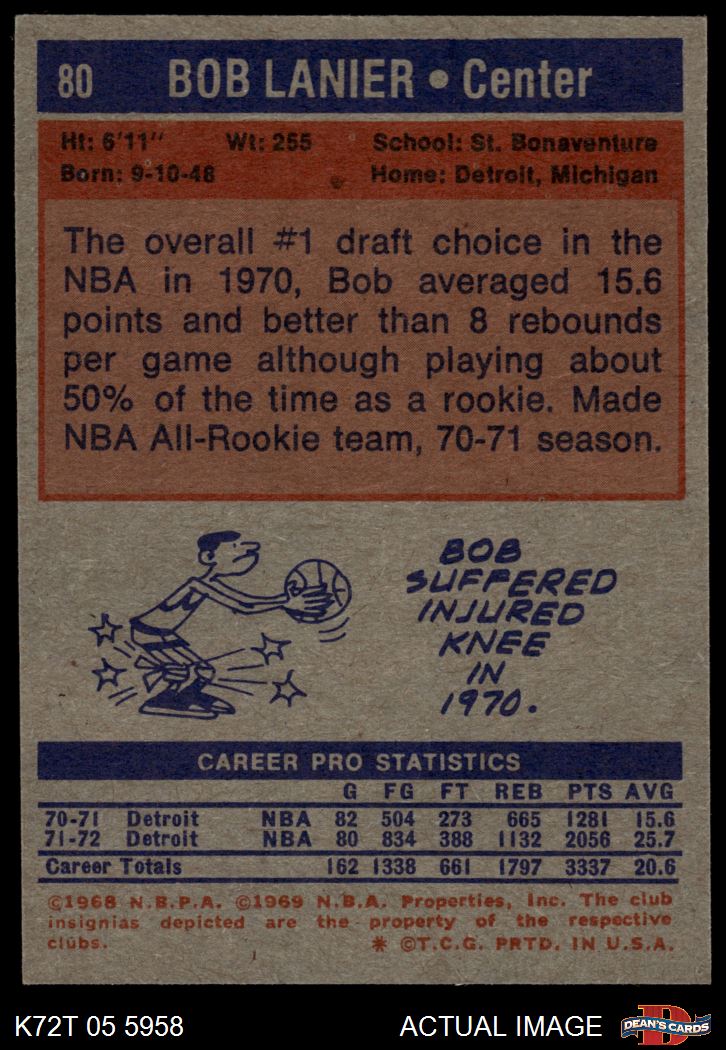 80 BOB LANIER • Center
Ht: 6'11" Wt: 255 School: St. Bonaventure
Born: 9-10-48 Home: Detroit, Michigan
The overall #1 draft choice in the
NBA in 1970, Bob averaged 15.6
points and better than 8 rebounds
per game although playing about
50% of the time as a rookie. Made
NBA All-Rookie team, 70-71 season.
BOB
SUFFERED
INJURED
KNEE
IN
1970.
CAREER PRO STATISTICS
G FG FT REB PTS AVG
70-71 Detroit NBA 82 504 273 665 1281 15.6
71-72 Detroit NBA 80 834 388 1132 2056 25.7
Career Totals 162 1338 661 1797 3337 20.6
©1968 N.B.P.A. ©1969 N.B.A. Properties, Inc. The club
insignias depicted are the property of the respective
clubs. * ©T.C.G. PRTD. IN U.S.A.
K72T 05 5958 ACTUAL IMAGE D DEAN'S CARDS